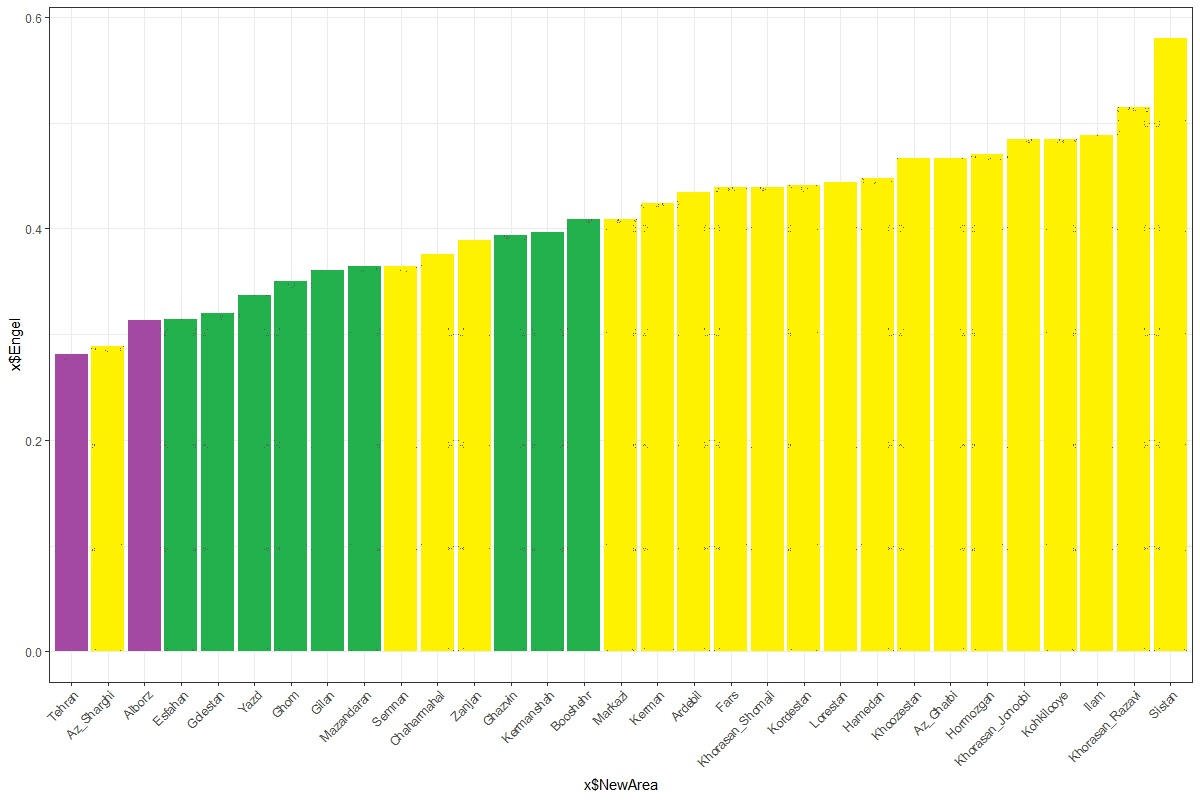 0.6
0.4
0.2
0.0
x$Engel
Tehran
Az_Sharghi
Alborz
Esfahan
Golestan
Yazd
Ghom
Gilan
Mazandaran
Semnan
Chaharmahal
Zanjan
Ghazvin
Kermanshah
Booshehr
Markazi
Kerman
Ardebil
Fars
Khorasan_Shomali
Kordestan
Lorestan
Hamedan
Khoozestan
Az_Gharbi
Hormozgan
Khorasan_Jonoobi
Kohkilooye
Ilam
Khorasan_Razavi
Sistan
x$NewArea